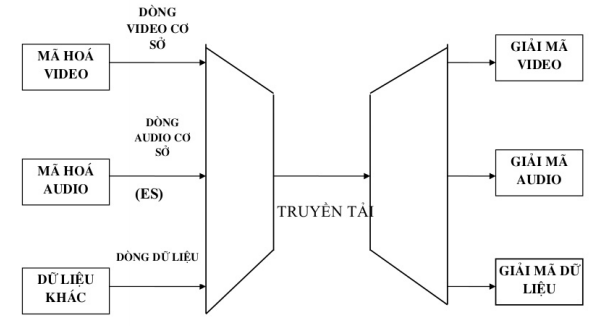 DÒNG
VIDEO CƠ
SỞ
MÃ HOÁ
VIDEO
GIẢI MÃ
VIDEO
DÒNG
AUDIO CƠ
SỞ
MÃ HOÁ
AUDIO
(ES)
GIẢI MÃ
AUDIO
TRUYỀN TẢI
DÒNG DỮ LIỆU
DỮ LIỆU
KHÁC
GIẢI MÃ DỮ
LIỆU